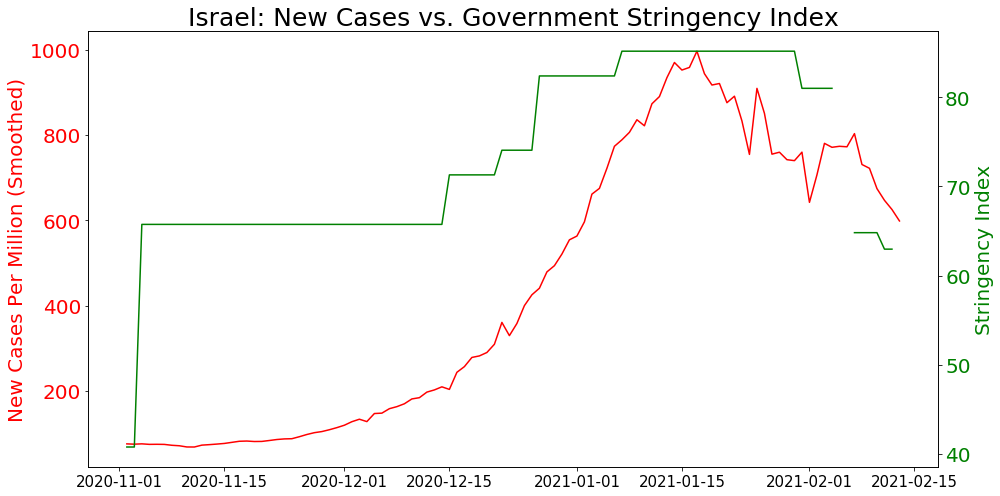 Israel: New Cases vs. Government Stringency Index
New Cases Per Million (Smoothed)
1000
800
600
400
200
80
70
60
50
40
Stringency Index
2020-11-01 2020-11-15 2020-12-01 2020-12-15 2021-01-01 2021-01-15 2021-02-01 2021-02-15